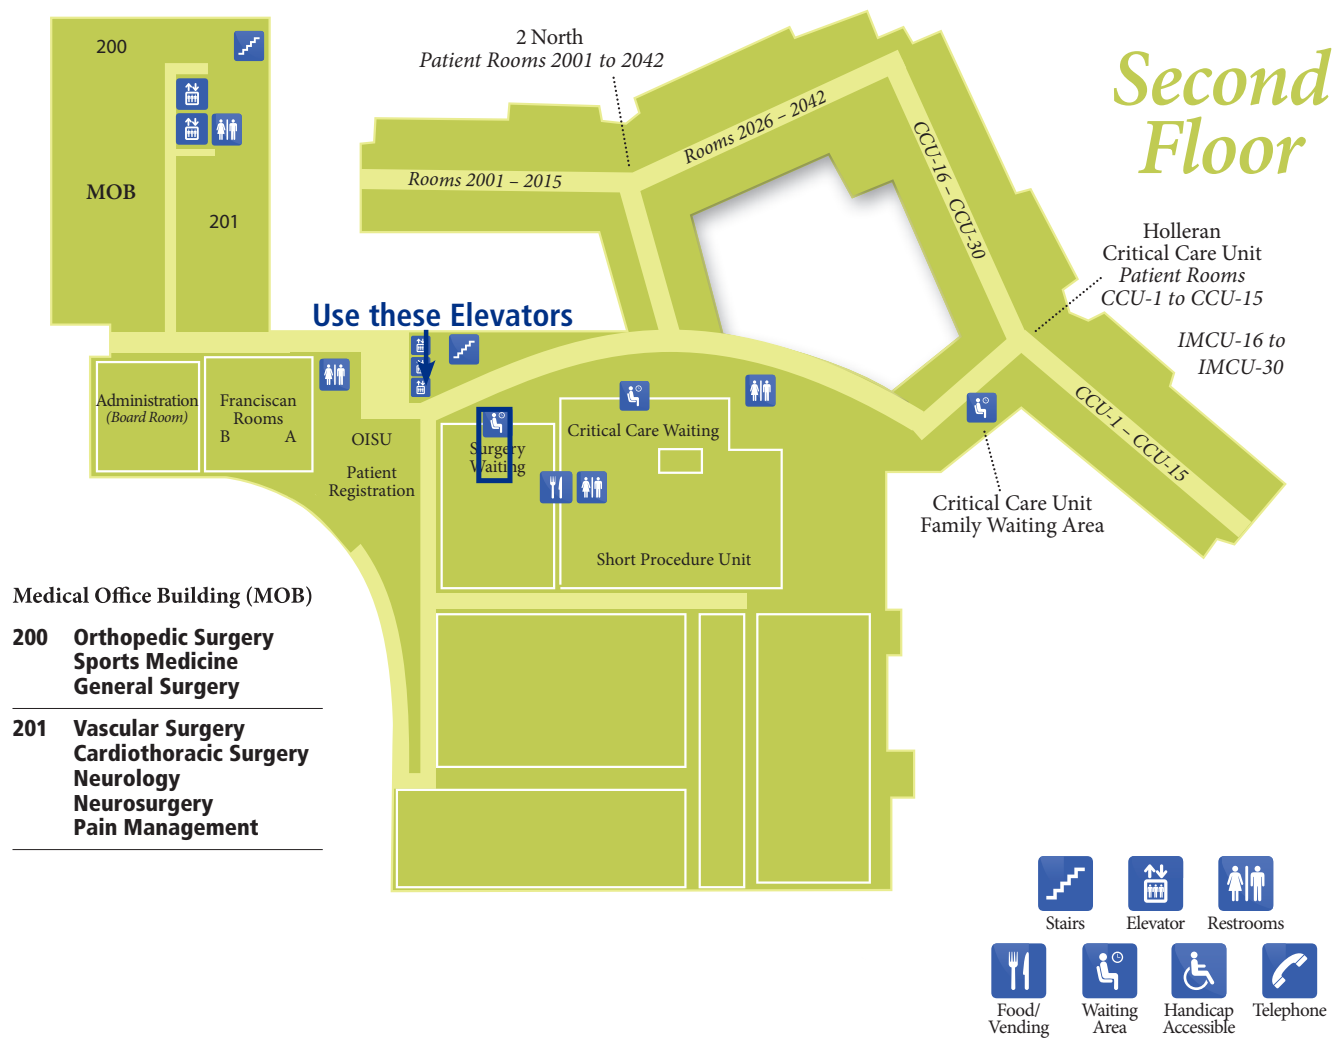 Second
Floor
200
MOB
201
2 North
Patient Rooms 2001 to 2042
Rooms 2001 – 2015
Rooms 2026 – 2042
CCU-16 – CCU-30
Holleran
Critical Care Unit
Patient Rooms
CCU-1 to CCU-15
IMCU-16 to
IMCU-30
CCU-1 – CCU-15
Use these Elevators
Administration
(Board Room)
Franciscan
Rooms
B A
OISU
Patient
Registration
Surgery
Waiting
Critical Care Waiting
Short Procedure Unit
Critical Care Unit
Family Waiting Area
Medical Office Building (MOB)
200 Orthopedic Surgery
Sports Medicine
General Surgery
201 Vascular Surgery
Cardiothoracic Surgery
Neurology
Neurosurgery
Pain Management
Stairs
Elevator
Restrooms
Food/
Vending
Waiting
Area
Handicap
Accessible
Telephone